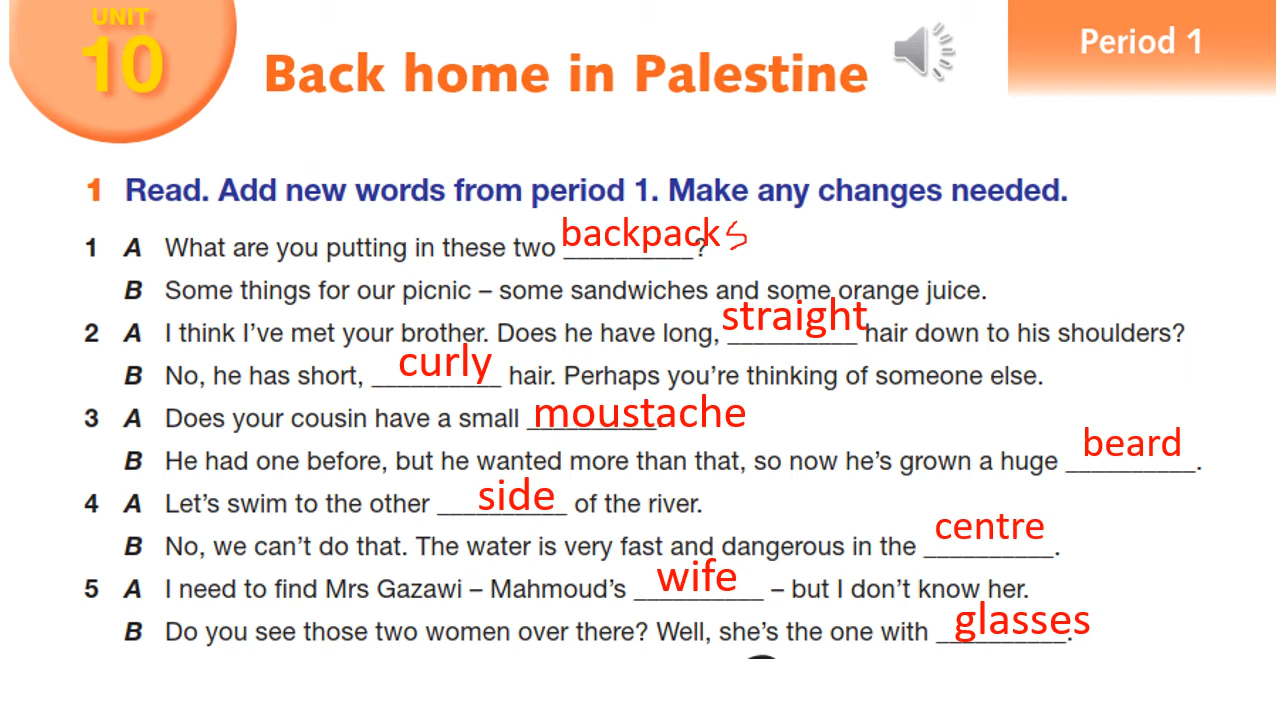 UNIT
10
Back home in Palestine
Period 1
1 Read. Add new words from period 1. Make any changes needed.
1 A What are you putting in these two backpacks?
B Some things for our picnic – some sandwiches and some orange juice.
2 A I think I've met your brother. Does he have long, straight hair down to his shoulders?
B No, he has short, curly hair. Perhaps you're thinking of someone else.
3 A Does your cousin have a small moustache.
B He had one before, but he wanted more than that, so now he's grown a huge beard.
4 A Let's swim to the other side of the river.
B No, we can't do that. The water is very fast and dangerous in the centre.
5 A I need to find Mrs Gazawi – Mahmoud's wife – but I don't know her.
B Do you see those two women over there? Well, she's the one with glasses.